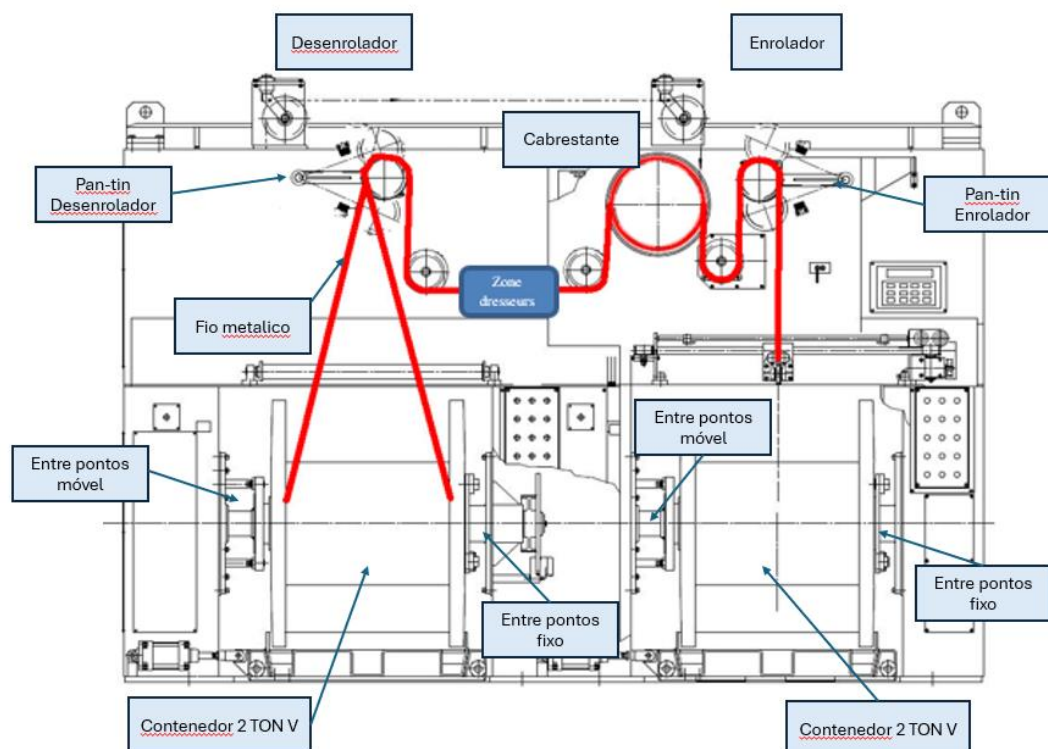 Desenrolador
Enrolador
Cabrestante
Pan-tin
Desenrolador
Pan-tin
Enrolador
Zone
dresseurs
Fio metalico
Entre pontos
móvel
Entre pontos
móvel
Entre pontos
fixo
Entre pontos
fixo
Contenedor 2 TON V
Contenedor 2 TON V